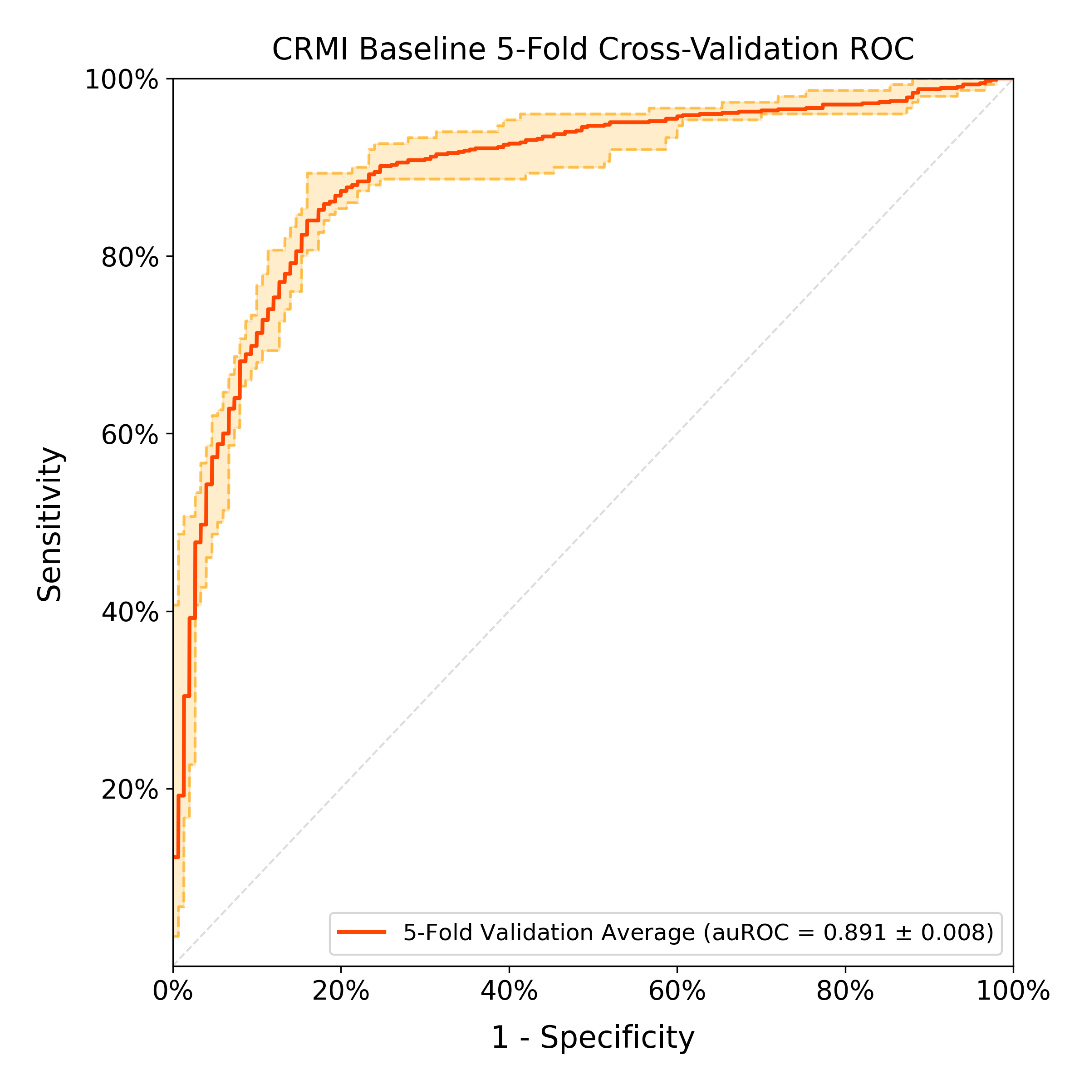 CRMI Baseline 5-Fold Cross-Validation ROC
100%
80%
60%
40%
20%
Sensitivity
5-Fold Validation Average (auROC = 0.891 ± 0.008)
0% 20% 40% 60% 80% 100%
1 - Specificity